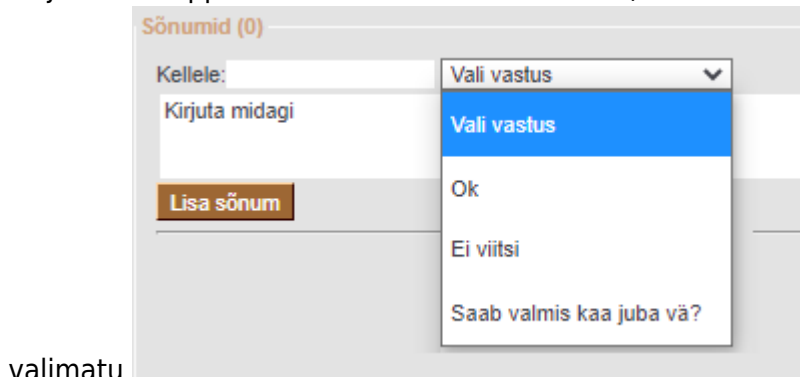 Sõnumid (0)
Kellele: Vali vastus
Kirjuta midagi
Vali vastus
Lisa sõnum
Ok
Ei viitsi
Saab valmis kaa juba vä?
valimatu